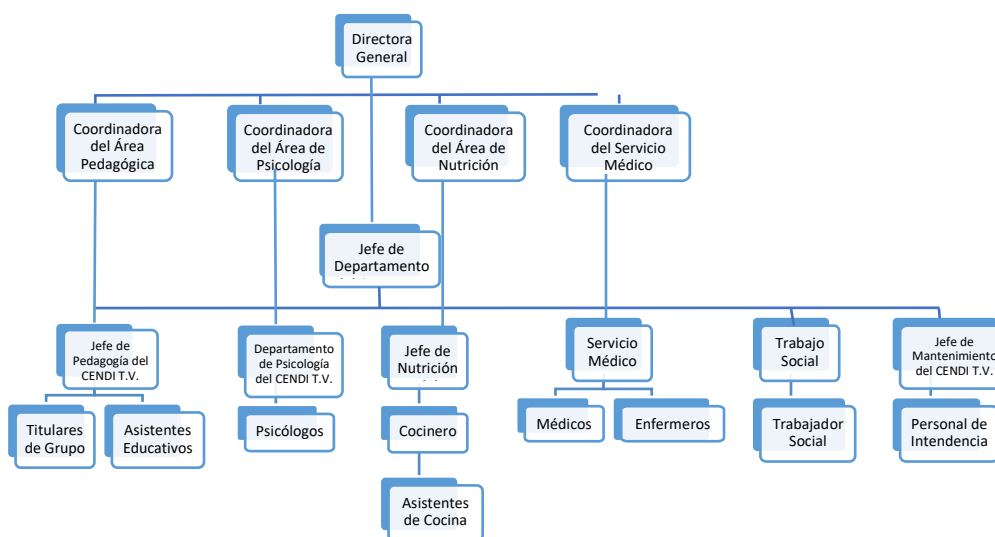 Directora
General
Coordinadora
del Área
Pedagógica
Coordinadora
del Área de
Psicología
Coordinadora
del Área de
Nutrición
Coordinadora
del Servicio
Médico
Jefe de
Departamento
Jefe de
Pedagogía del
CENDI T.V.
Departamento
de Psicología
del CENDI T.V.
Jefe de
Nutrición
Servicio
Médico
Trabajo
Social
Jefe de
Mantenimiento
del CENDI T.V.
Titulares
de Grupo
Asistentes
Educativos
Psicólogos
Cocinero
Médicos
Enfermeros
Trabajador
Social
Personal de
Intendencia
Asistentes
de Cocina